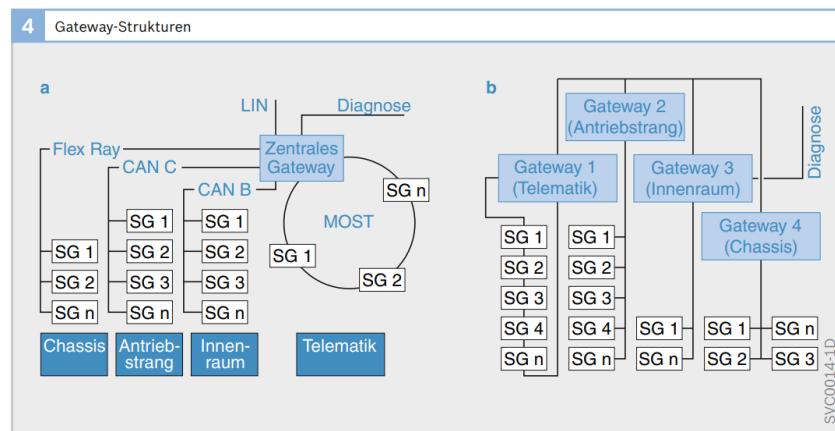 4 Gateway-Strukturen
a
LIN
Diagnose
Flex Ray
Zentrales
Gateway
CAN C
CAN B
SG n
MOST
SG 1
SG 2
SG 1
SG 2
SG n
SG 1
SG 2
SG 3
SG n
SG 1
SG 2
SG 3
SG n
Chassis
Antrieb-
strang
Innen-
raum
Telematik
b
Gateway 2
(Antriebstrang)
Gateway 1
(Telematik)
Gateway 3
(Innenraum)
Diagnose
Gateway 4
(Chassis)
SG 1
SG 2
SG 3
SG 4
SG n
SG 1
SG 2
SG 3
SG 4
SG n
SG 1
SG n
SG 1
SG n
SG 2
SG 3
SVC0014-1D